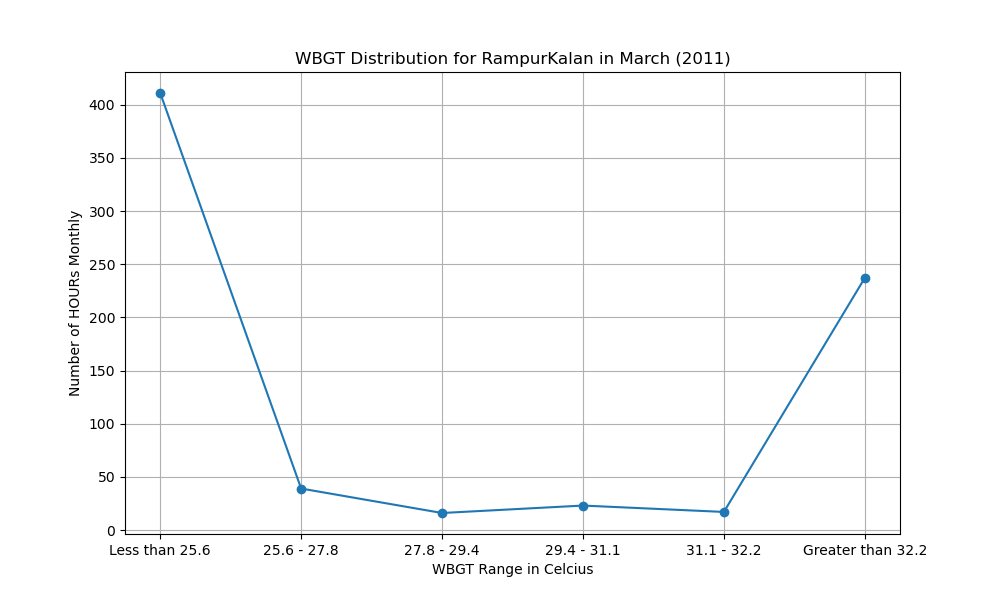 WBGT Distribution for RampurKalan in March (2011)
Number of HOURs Monthly
400
350
300
250
200
150
100
50
0
Less than 25.6 25.6 - 27.8 27.8 - 29.4 29.4 - 31.1 31.1 - 32.2 Greater than 32.2
WBGT Range in Celcius